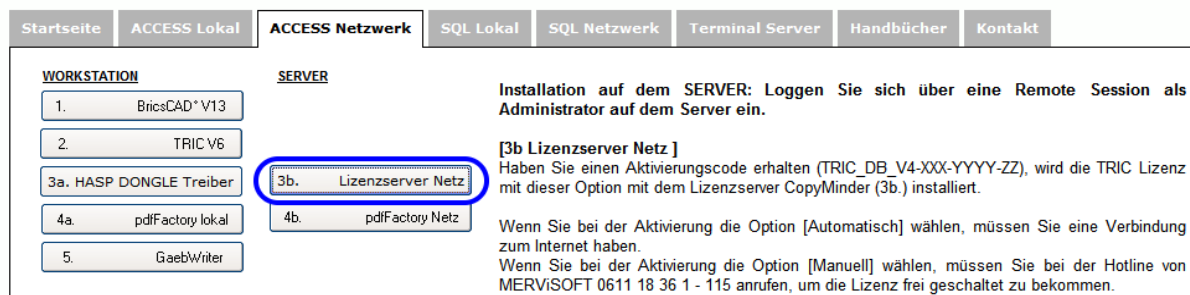 Startseite ACCESS Lokal ACCESS Netzwerk SQL Lokal SQL Netzwerk Terminal Server Handbücher Kontakt
WORKSTATION
1. BricsCAD* V13
2. TRIC V6
3a. HASP DONGLE Treiber
4a. pdfFactory lokal
5. GaebWriter
SERVER
3b. Lizenzserver Netz
4b. pdfFactory Netz
Installation auf dem SERVER: Loggen Sie sich über eine Remote Session als
Administrator auf dem Server ein.
[3b Lizenzserver Netz ]
Haben Sie einen Aktivierungscode erhalten (TRIC_DB_V4-XXX-YYYY-ZZ), wird die TRIC Lizenz
mit dieser Option mit dem Lizenzserver CopyMinder (3b.) installiert.
Wenn Sie bei der Aktivierung die Option [Automatisch] wählen, müssen Sie eine Verbindung
zum Internet haben.
Wenn Sie bei der Aktivierung die Option [Manuell] wählen, müssen Sie bei der Hotline von
MERViSOFT 0611 18 36 1 - 115 anrufen, um die Lizenz frei geschaltet zu bekommen.